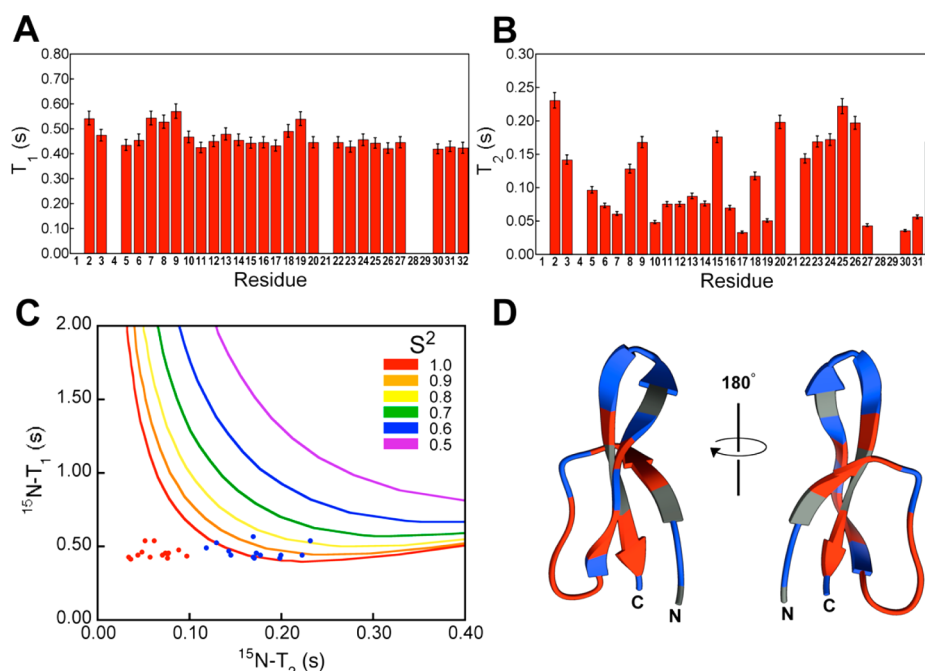 A
0.80
0.70
0.60
0.50
0.40
0.30
0.20
0.10
0.00
T1 (s)
1 2 3 4 5 6 7 8 9 10 11 12 13 14 15 16 17 18 19 20 21 22 23 24 25 26 27 28 29 30 31 32
Residue
B
0.30
0.25
0.20
0.15
0.10
0.05
0.00
T2 (s)
1 2 3 4 5 6 7 8 9 10 11 12 13 14 15 16 17 18 19 20 21 22 23 24 25 26 27 28 29 30 31
Residue
C
2.00
1.50
1.00
0.50
0.00
15N-T1 (s)
S2
1.0
0.9
0.8
0.7
0.6
0.5
0.00 0.10 0.20 0.30 0.40
15N-T2 (s)
D
180°
C
N
N
C